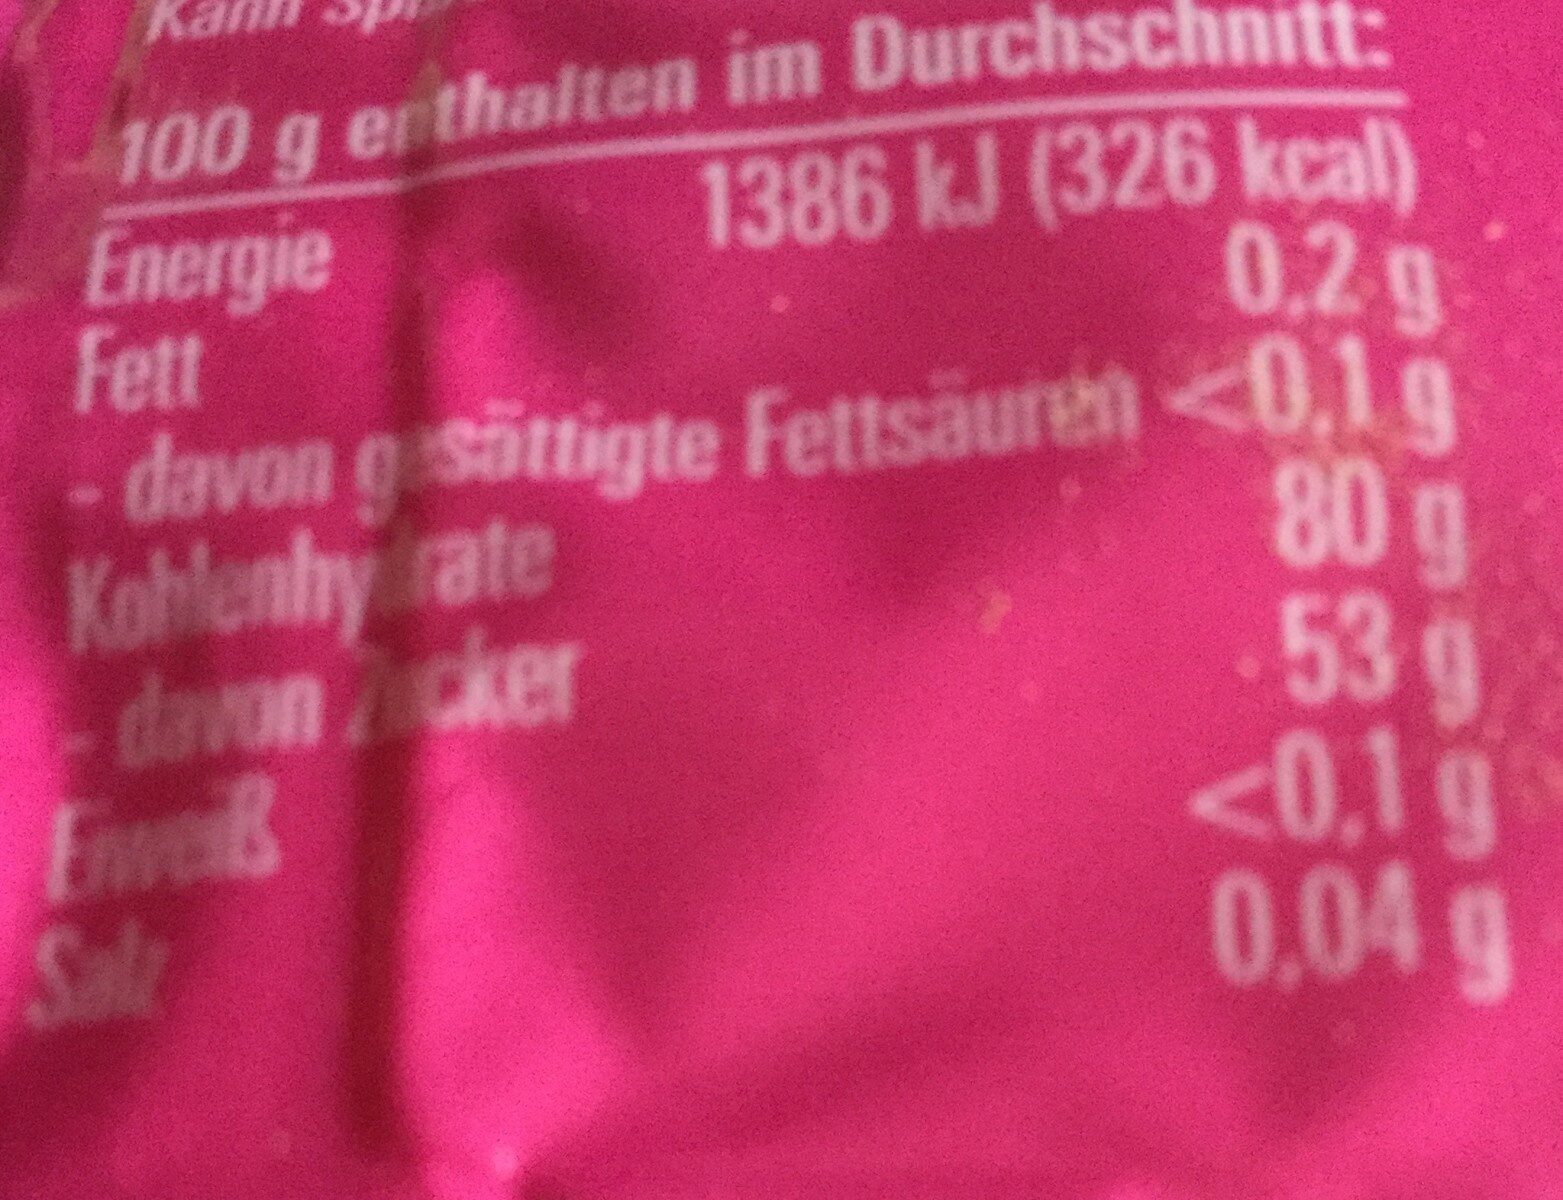 Kann
100 g enthalten im Durchschnitt:
Energie 1386 kJ (326 kcal)
Fett 0,2 g
- davon gesättigte Fettsäuren <0,1 g
Kohlenhydrate 80 g
- davon Zucker 53 g
Eiweiß <0,1 g
Salz 0,04 g